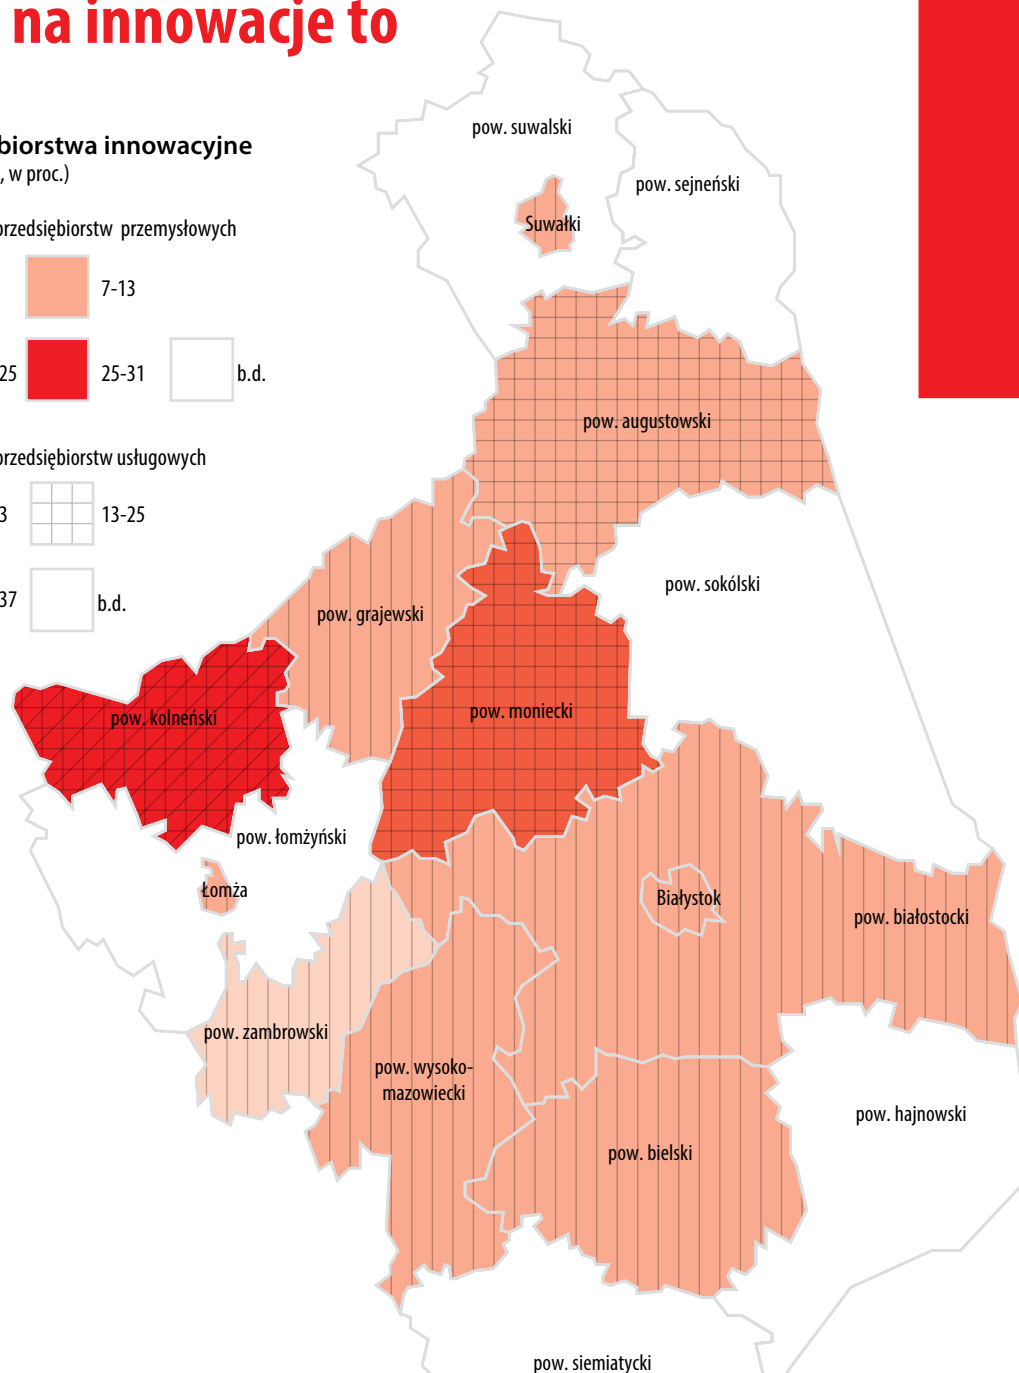 na innowacje to
biorstwa innowacyjne
, w proc.)
przedsiębiorstw przemysłowych
7-13
25
25-31
b.d.
przedsiębiorstw usługowych
3
13-25
37
b.d.
pow. suwalski
pow. sejneński
Suwałki
pow. augustowski
pow. sokólski
pow. grajewski
pow. moniecki
pow. kolneński
pow. łomżyński
Łomża
Białystok
pow. białostocki
pow. zambrowski
pow. wysoko-
mazowiecki
pow. hajnowski
pow. bielski
pow. siemiatycki